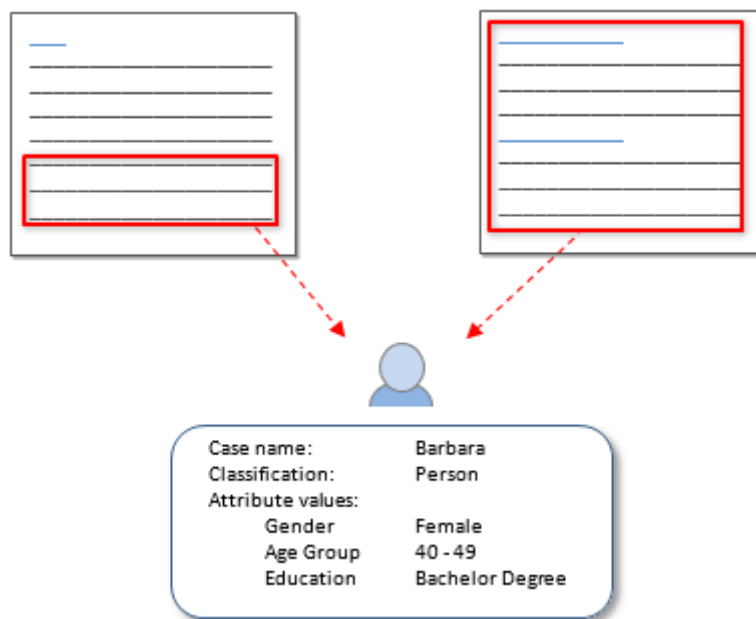 Case name: Barbara
Classification: Person
Attribute values:
Gender Female
Age Group 40 - 49
Education Bachelor Degree